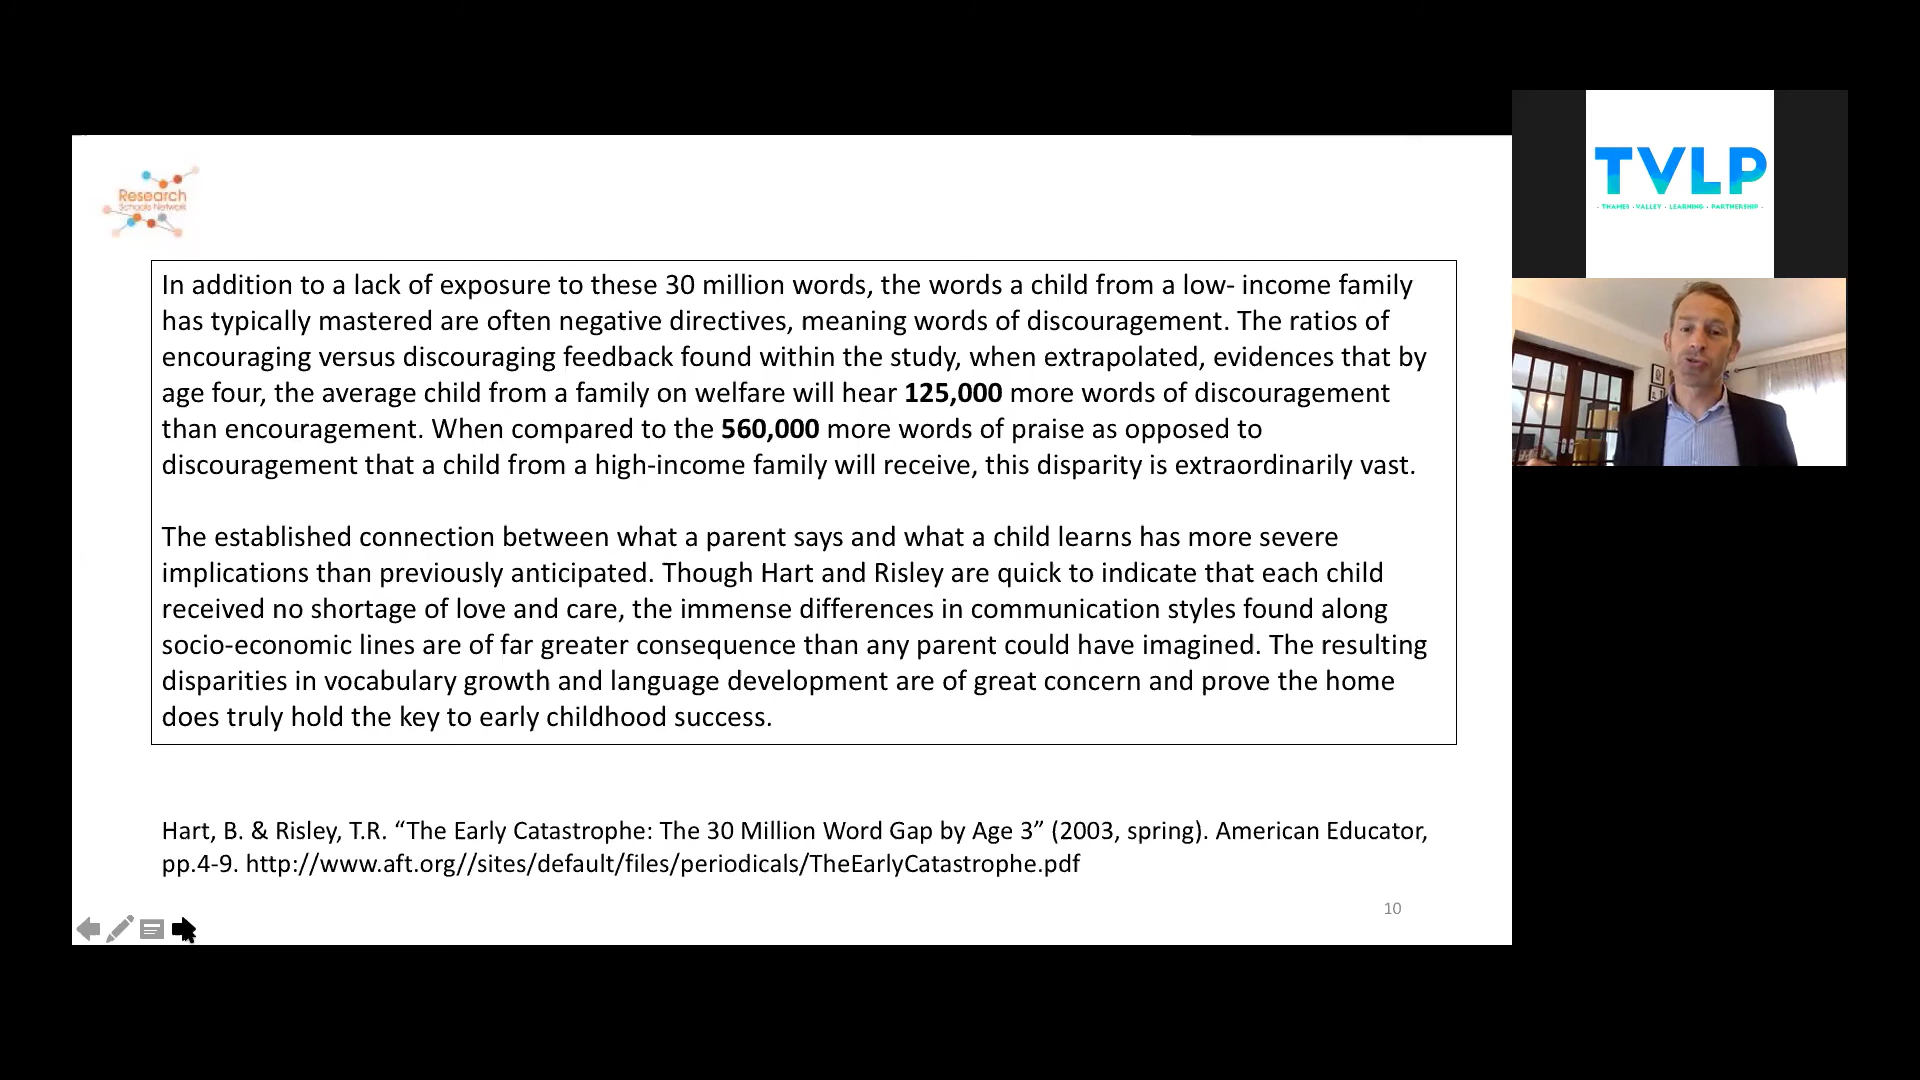 Research
Schools Network
In addition to a lack of exposure to these 30 million words, the words a child from a low- income family
has typically mastered are often negative directives, meaning words of discouragement. The ratios of
encouraging versus discouraging feedback found within the study, when extrapolated, evidences that by
age four, the average child from a family on welfare will hear 125,000 more words of discouragement
than encouragement. When compared to the 560,000 more words of praise as opposed to
discouragement that a child from a high-income family will receive, this disparity is extraordinarily vast.
The established connection between what a parent says and what a child learns has more severe
implications than previously anticipated. Though Hart and Risley are quick to indicate that each child
received no shortage of love and care, the immense differences in communication styles found along
socio-economic lines are of far greater consequence than any parent could have imagined. The resulting
disparities in vocabulary growth and language development are of great concern and prove the home
does truly hold the key to early childhood success.
Hart, B. & Risley, T.R. “The Early Catastrophe: The 30 Million Word Gap by Age 3” (2003, spring). American Educator,
pp.4-9. http://www.aft.org//sites/default/files/periodicals/TheEarlyCatastrophe.pdf
10
TVLP
· THAMES · VALLEY · LEARNING · PARTNERSHIP ·